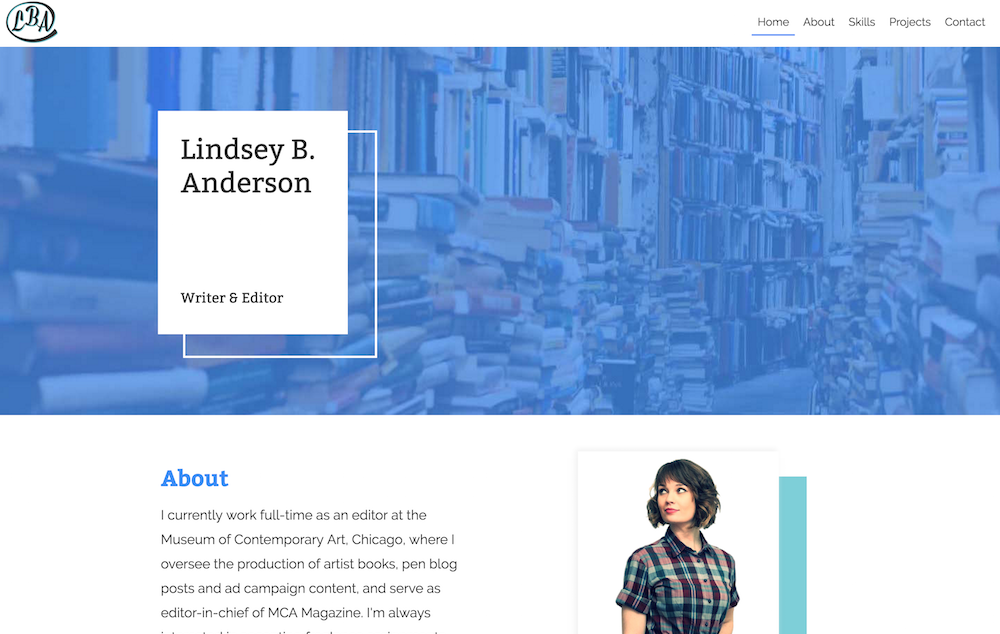 LBA
Home About Skills Projects Contact
Lindsey B.
Anderson
Writer & Editor
About
I currently work full-time as an editor at the
Museum of Contemporary Art, Chicago, where I
oversee the production of artist books, pen blog
posts and ad campaign content, and serve as
editor-in-chief of MCA Magazine. I'm always